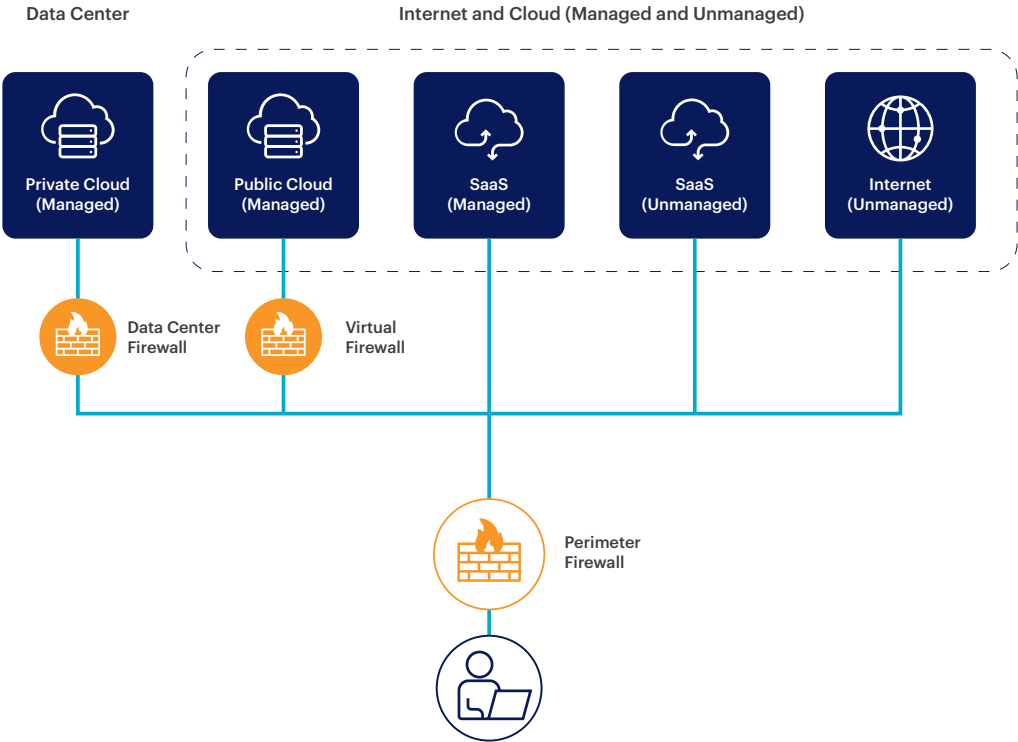 Data Center
Internet and Cloud (Managed and Unmanaged)
Private Cloud
(Managed)
Public Cloud
(Managed)
SaaS
(Managed)
SaaS
(Unmanaged)
Internet
(Unmanaged)
Data Center
Firewall
Virtual
Firewall
Perimeter
Firewall